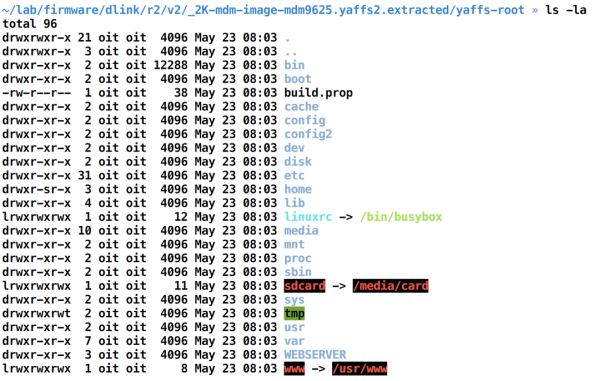 ~/lab/firmware/dlink/r2/v2/_2K-mdm-image-mdm9625.yaffs2.extracted/yaffs-root » ls -la
total 96
drwxrwxr-x 21 oit oit 4096 May 23 08:03 .
drwxrwxr-x 3 oit oit 4096 May 23 08:03 ..
drwxr-xr-x 2 oit oit 12288 May 23 08:03 bin
drwxr-xr-x 2 oit oit 4096 May 23 08:03 boot
-rw-r--r-- 1 oit oit 38 May 23 08:03 build.prop
drwxr-xr-x 2 oit oit 4096 May 23 08:03 cache
drwxr-xr-x 2 oit oit 4096 May 23 08:03 config
drwxr-xr-x 2 oit oit 4096 May 23 08:03 config2
drwxr-xr-x 2 oit oit 4096 May 23 08:03 dev
drwxr-xr-x 2 oit oit 4096 May 23 08:03 disk
drwxr-xr-x 31 oit oit 4096 May 23 08:03 etc
drwxr-sr-x 3 oit oit 4096 May 23 08:03 home
drwxr-xr-x 4 oit oit 4096 May 23 08:03 lib
lrwxrwxrwx 1 oit oit 12 May 23 08:03 linuxrc -> /bin/busybox
drwxr-xr-x 10 oit oit 4096 May 23 08:03 media
drwxr-xr-x 2 oit oit 4096 May 23 08:03 mnt
drwxr-xr-x 2 oit oit 4096 May 23 08:03 proc
drwxr-xr-x 2 oit oit 4096 May 23 08:03 sbin
lrwxrwxrwx 1 oit oit 11 May 23 08:03 sdcard -> /media/card
drwxr-xr-x 2 oit oit 4096 May 23 08:03 sys
drwxrwxrwt 2 oit oit 4096 May 23 08:03 tmp
drwxr-xr-x 2 oit oit 4096 May 23 08:03 usr
drwxr-xr-x 7 oit oit 4096 May 23 08:03 var
drwxr-xr-x 3 oit oit 4096 May 23 08:03 WEBSERVER
lrwxrwxrwx 1 oit oit 8 May 23 08:03 www -> /usr/www